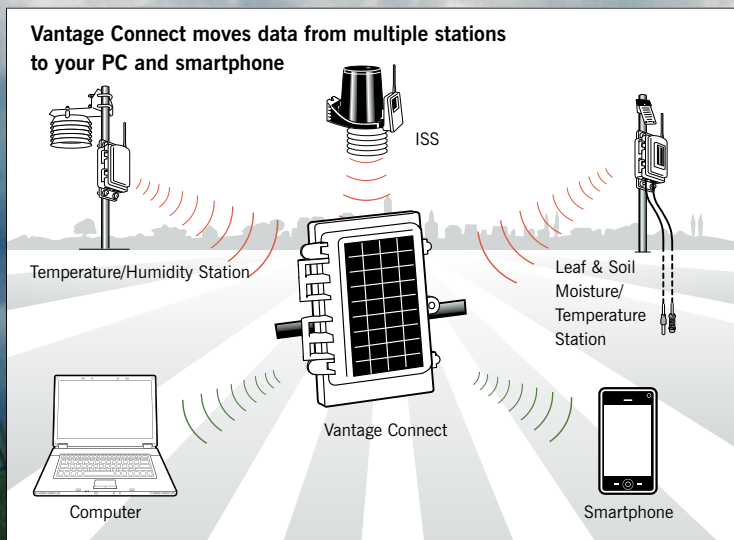 Vantage Connect moves data from multiple stations
to your PC and smartphone
ISS
Temperature/Humidity Station
Leaf & Soil
Moisture/
Temperature
Station
Vantage Connect
Computer
Smartphone